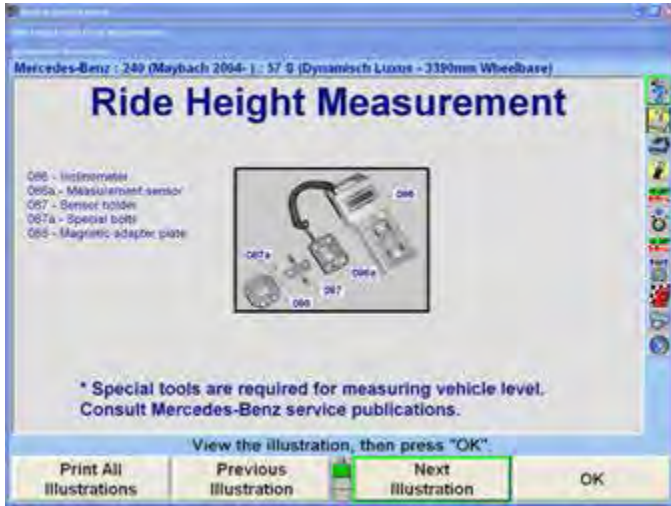 Mercedes-Benz : 240 (Maybach 2004- ) : 57 S (Dynamisch Luxus - 3390mm Wheelbase)
Ride Height Measurement
086 - Inclinometer
086a - Measurement sensor
087 - Sensor holder
087a - Special bolts
088 - Magnetic adapter plate
086
087a
086a
087
088
* Special tools are required for measuring vehicle level.
Consult Mercedes-Benz service publications.
View the illustration, then press "OK".
Print All
Illustrations
Previous
Illustration
Next
Illustration
OK